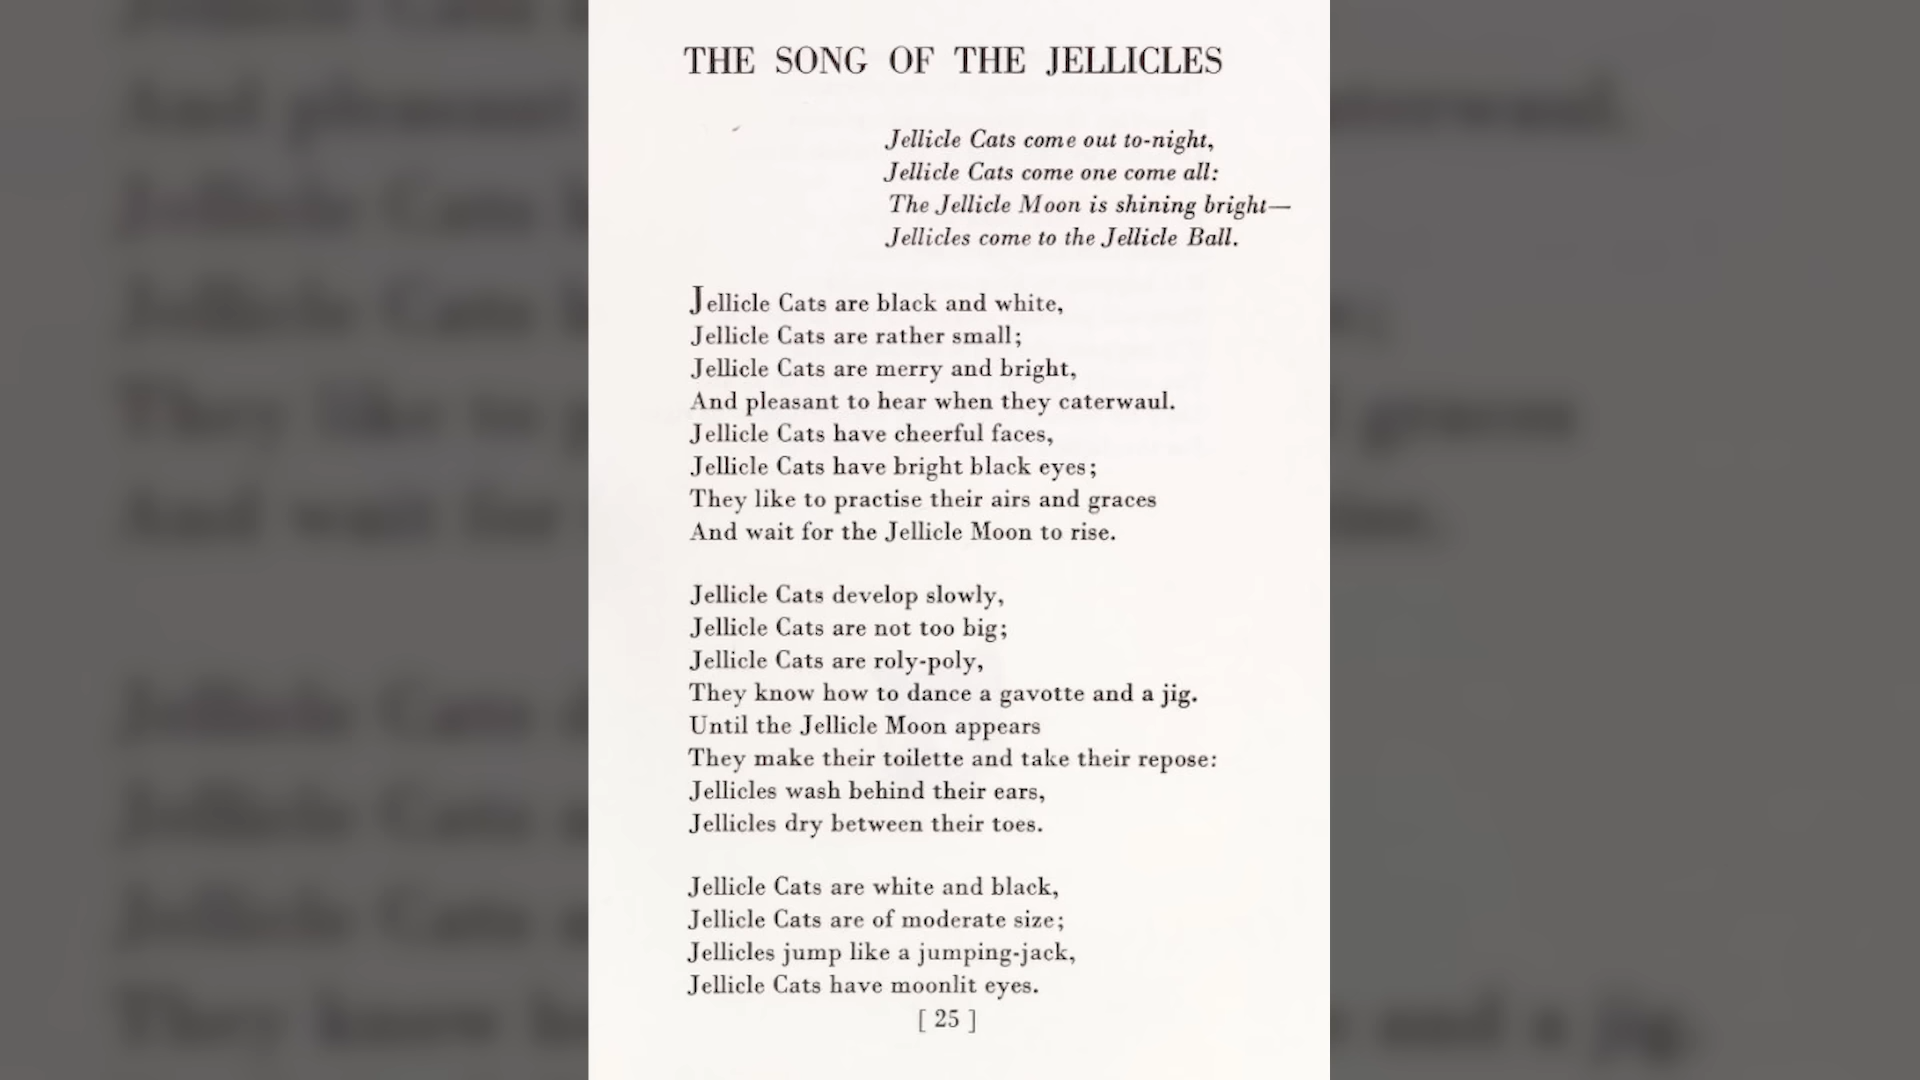 THE SONG OF THE JELLICLES
Jellicle Cats come out to-night,
Jellicle Cats come one come all:
The Jellicle Moon is shining bright—
Jellicles come to the Jellicle Ball.
Jellicle Cats are black and white,
Jellicle Cats are rather small;
Jellicle Cats are merry and bright,
And pleasant to hear when they caterwaul.
Jellicle Cats have cheerful faces,
Jellicle Cats have bright black eyes;
They like to practise their airs and graces
And wait for the Jellicle Moon to rise.
Jellicle Cats develop slowly,
Jellicle Cats are not too big;
Jellicle Cats are roly-poly,
They know how to dance a gavotte and a jig.
Until the Jellicle Moon appears
They make their toilette and take their repose:
Jellicles wash behind their ears,
Jellicles dry between their toes.
Jellicle Cats are white and black,
Jellicle Cats are of moderate size;
Jellicles jump like a jumping-jack,
Jellicle Cats have moonlit eyes.
[ 25 ]